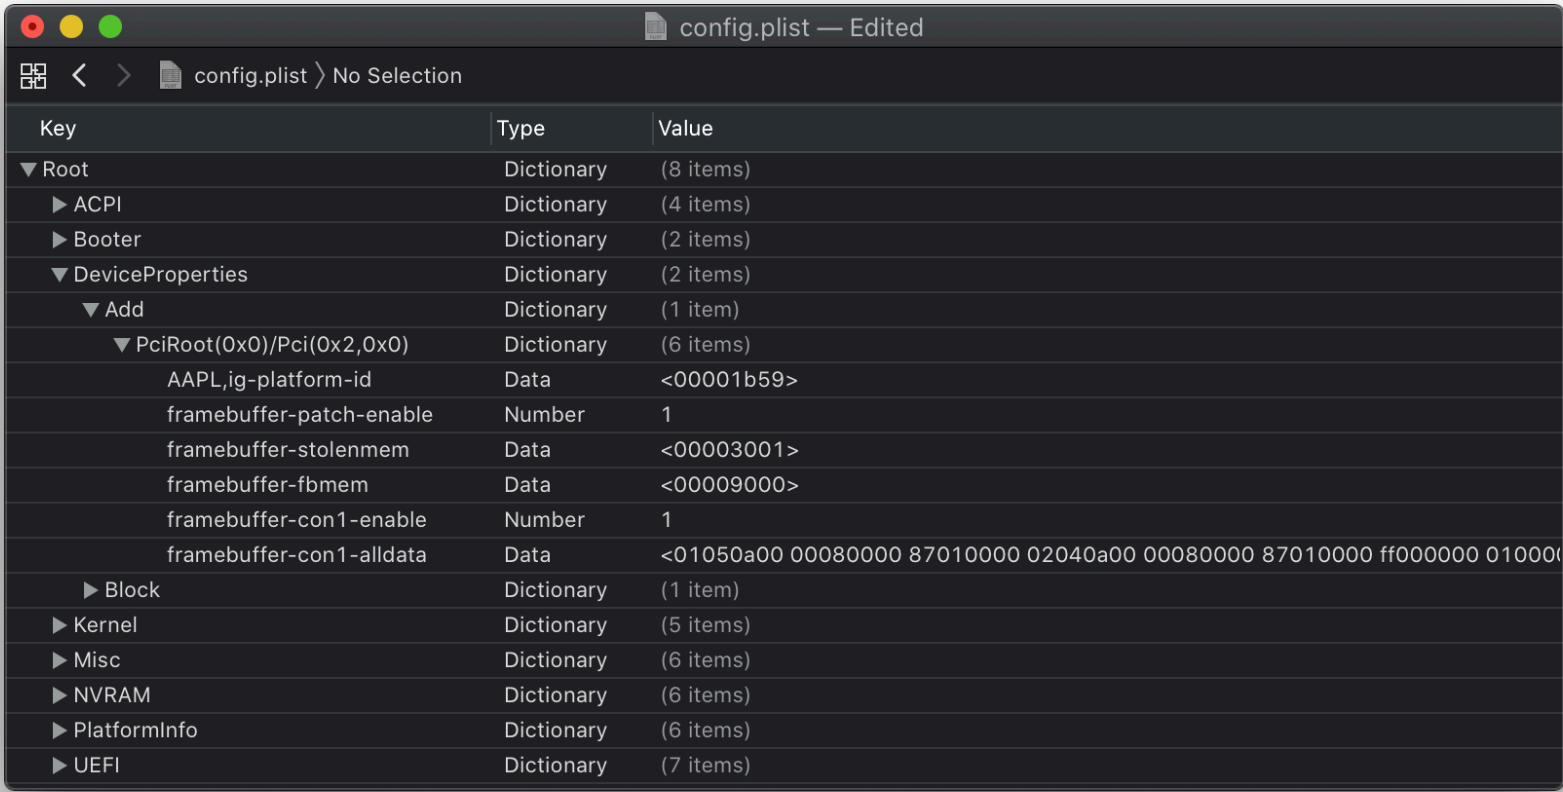 config.plist — Edited
config.plist 〉 No Selection
Key Type Value
Root Dictionary (8 items)
ACPI Dictionary (4 items)
Booter Dictionary (2 items)
DeviceProperties Dictionary (2 items)
Add Dictionary (1 item)
PciRoot(0x0)/Pci(0x2,0x0) Dictionary (6 items)
AAPL,ig-platform-id Data <00001b59>
framebuffer-patch-enable Number 1
framebuffer-stolenmem Data <00003001>
framebuffer-fbmem Data <00009000>
framebuffer-con1-enable Number 1
framebuffer-con1-alldata Data <01050a00 00080000 87010000 02040a00 00080000 87010000 ff000000 01000
Block Dictionary (1 item)
Kernel Dictionary (5 items)
Misc Dictionary (6 items)
NVRAM Dictionary (6 items)
PlatformInfo Dictionary (6 items)
UEFI Dictionary (7 items)